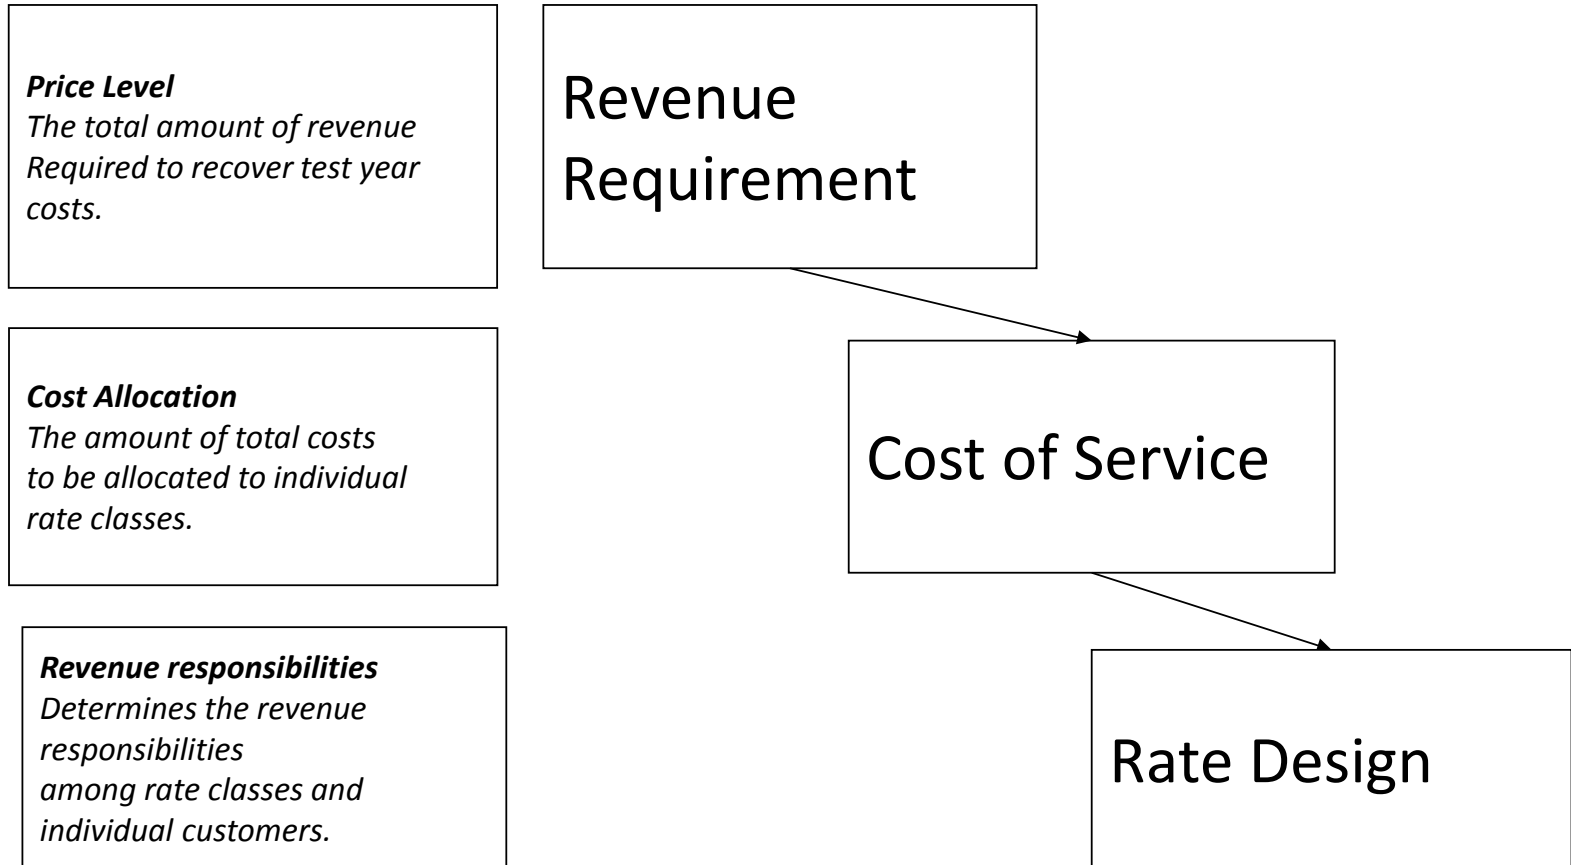 Price Level
The total amount of revenue
Required to recover test year
costs.
Revenue
Requirement
Cost Allocation
The amount of total costs
to be allocated to individual
rate classes.
Cost of Service
Revenue responsibilities
Determines the revenue
responsibilities
among rate classes and
individual customers.
Rate Design